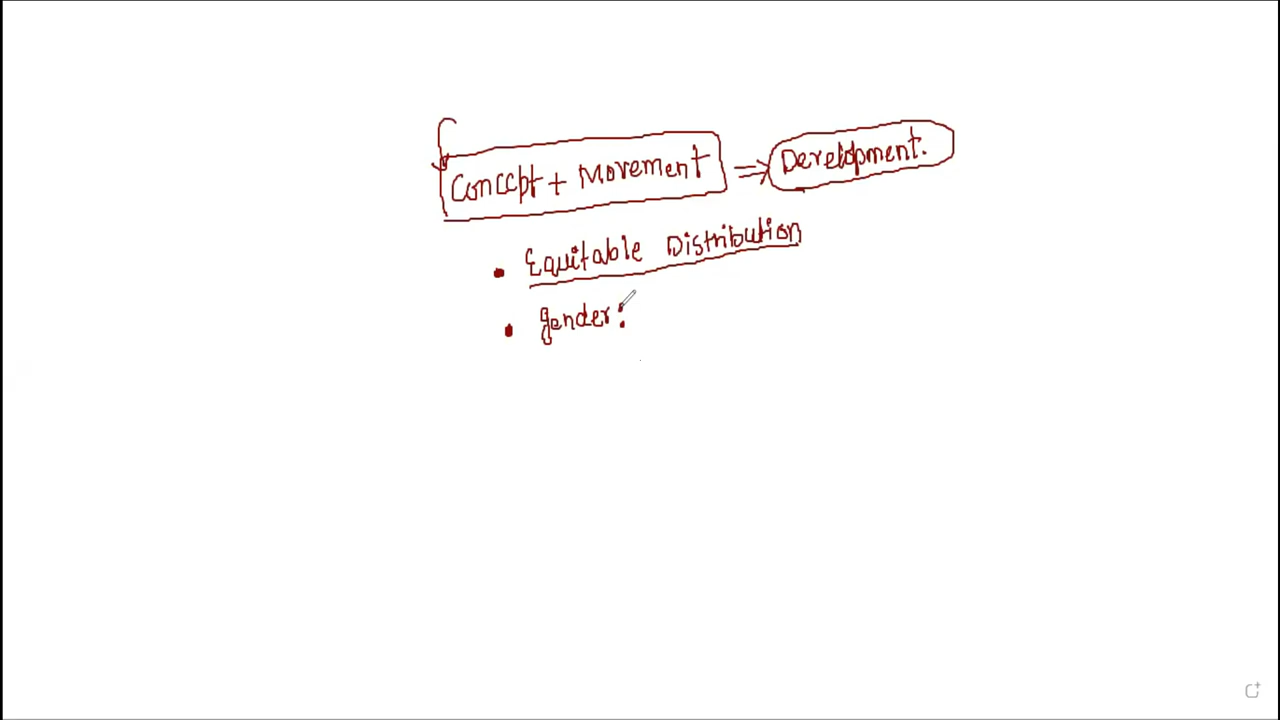 Concept + Movement ⇒ Development.
• Equitable Distribution
• gender: